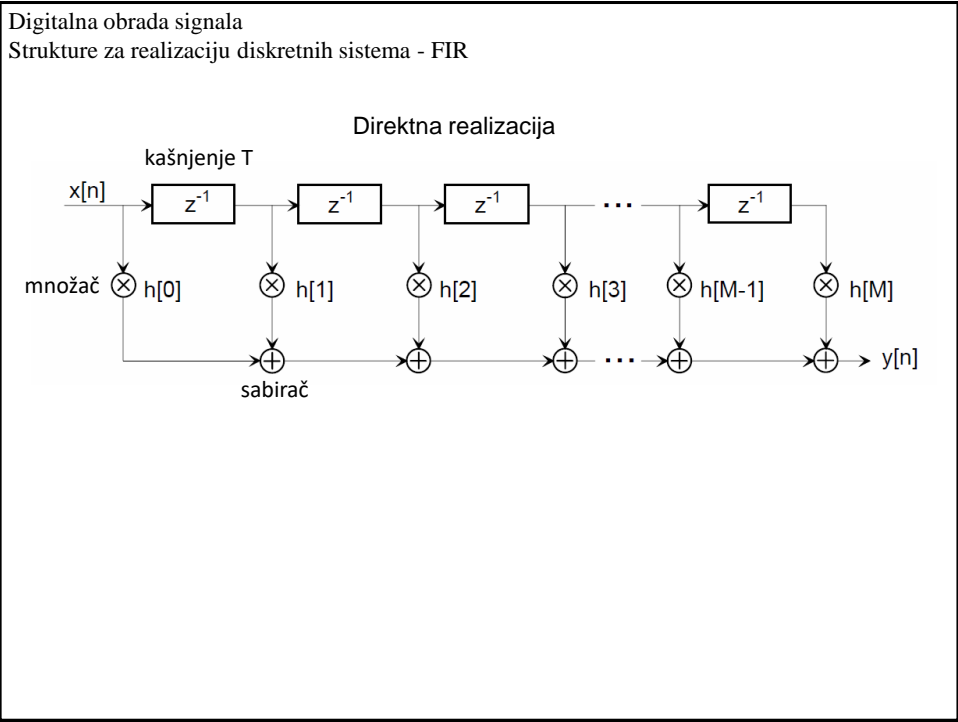 Digitalna obrada signala
Strukture za realizaciju diskretnih sistema - FIR
Direktna realizacija
kašnjenje T
x[n] z⁻¹ z⁻¹ z⁻¹ ... z⁻¹
množač h[0] h[1] h[2] h[3] h[M-1] h[M]
... y[n]
sabirač